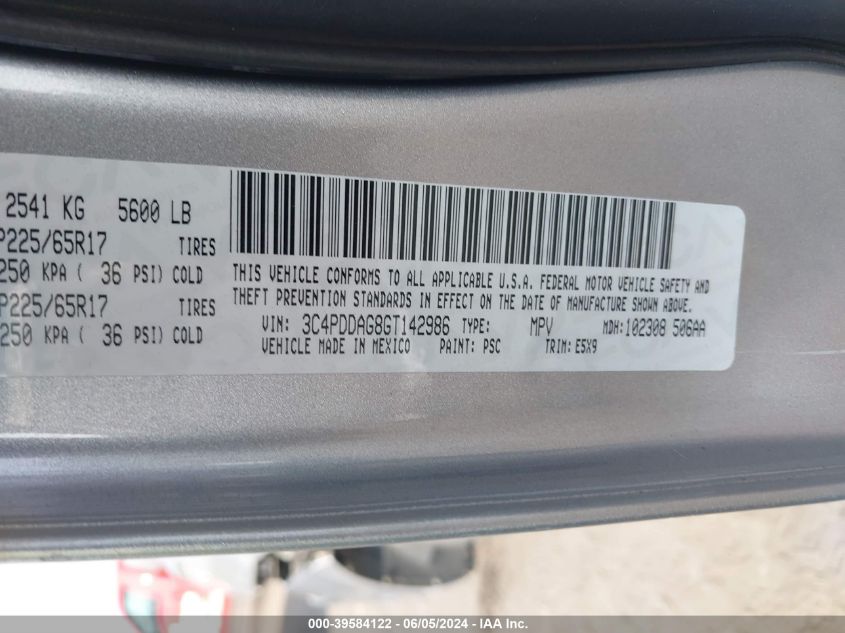 2541 KG 5600 LB
P225/65R17 TIRES
250 KPA ( 36 PSI) COLD
P225/65R17 TIRES
250 KPA ( 36 PSI) COLD
THIS VEHICLE CONFORMS TO ALL APPLICABLE U.S.A. FEDERAL MOTOR VEHICLE SAFETY AND
THEFT PREVENTION STANDARDS IN EFFECT ON THE DATE OF MANUFACTURE SHOWN ABOVE.
VIN: 3C4PDDAG8GT142986 TYPE: MPV MDH: 102308 506AA
VEHICLE MADE IN MEXICO PAINT: PSC TRIM: E5X9
000-39584122 - 06/05/2024 - IAA Inc.